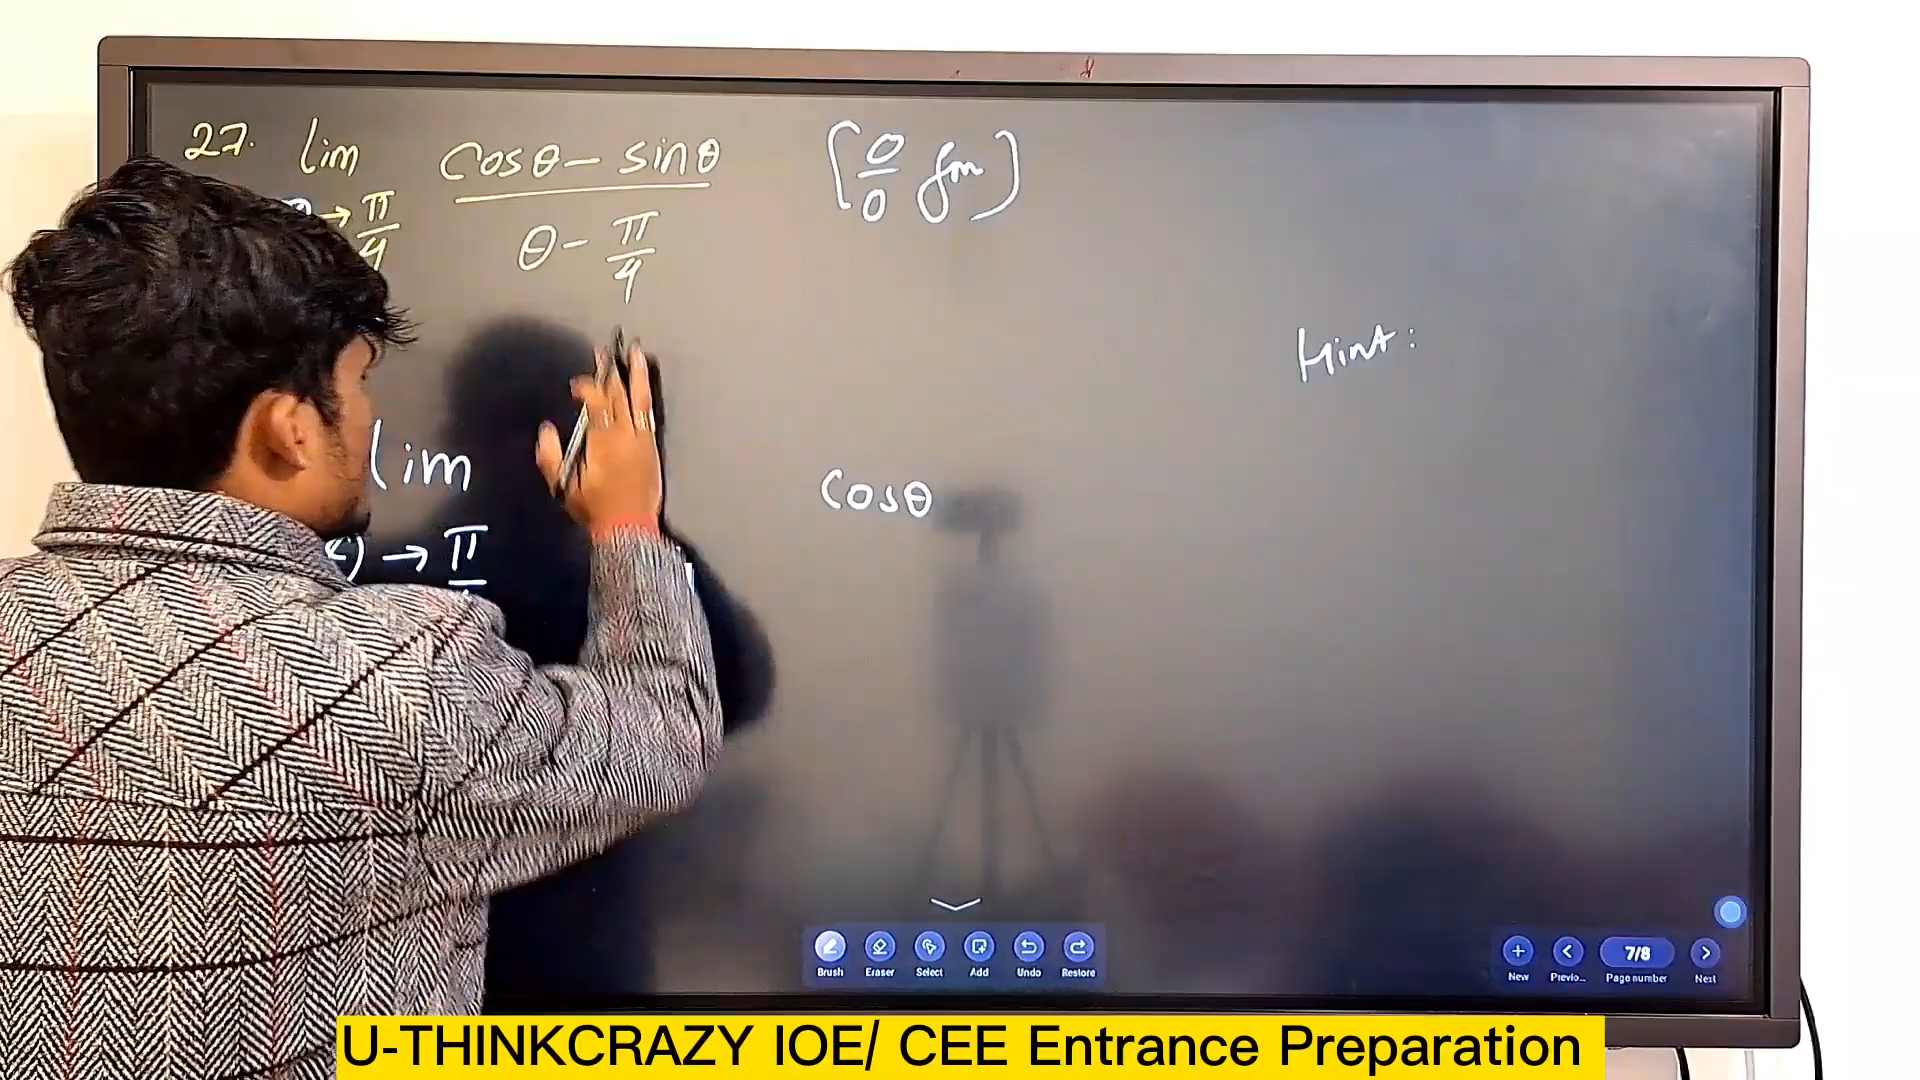 27. lim cosθ - sinθ [0/0 fm]
θ → π/4 θ - π/4
Hint:
lim cosθ
→ π
Brush Eraser Select Add Undo Restore
New Previo... 7/8 Page number Next
U-THINKCRAZY IOE/ CEE Entrance Preparation